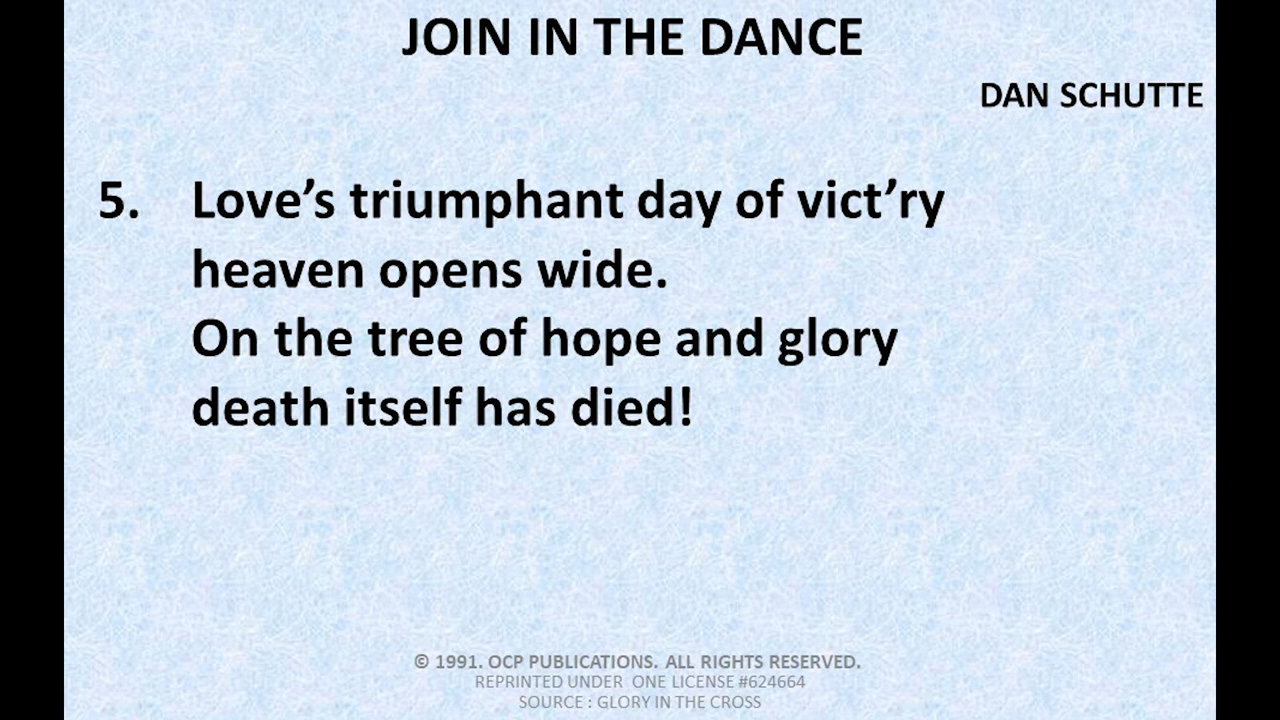 JOIN IN THE DANCE
DAN SCHUTTE
5. Love’s triumphant day of vict’ry
heaven opens wide.
On the tree of hope and glory
death itself has died!
© 1991. OCP PUBLICATIONS. ALL RIGHTS RESERVED.
REPRINTED UNDER ONE LICENSE #624664
SOURCE : GLORY IN THE CROSS